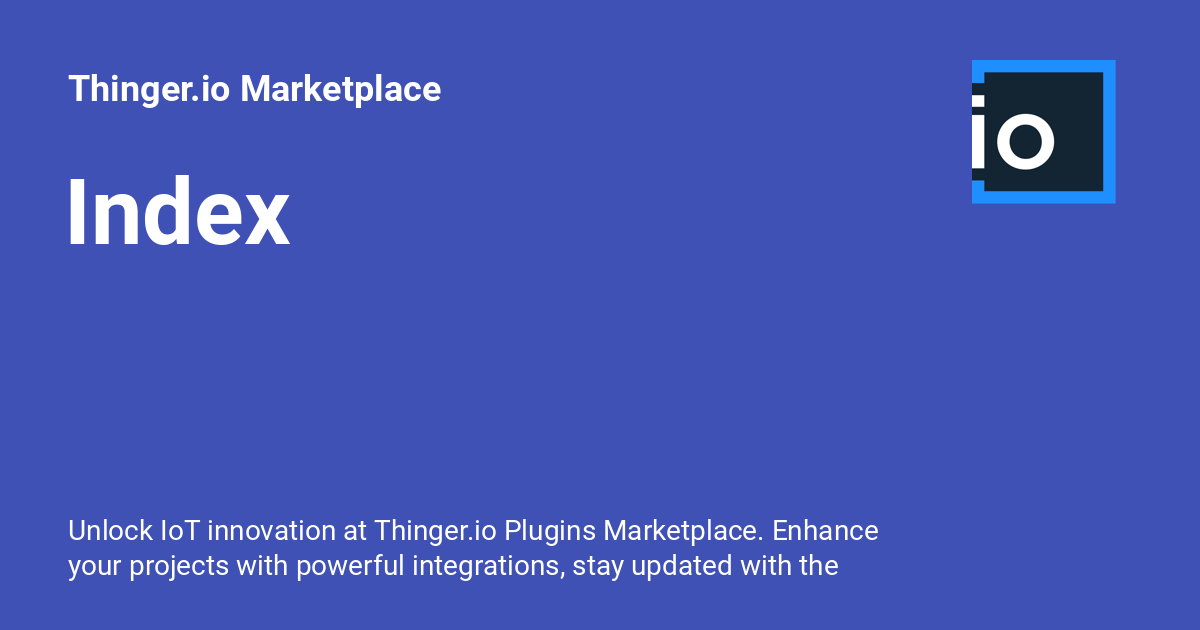 Thinger.io Marketplace
io
Index
Unlock IoT innovation at Thinger.io Plugins Marketplace. Enhance
your projects with powerful integrations, stay updated with the